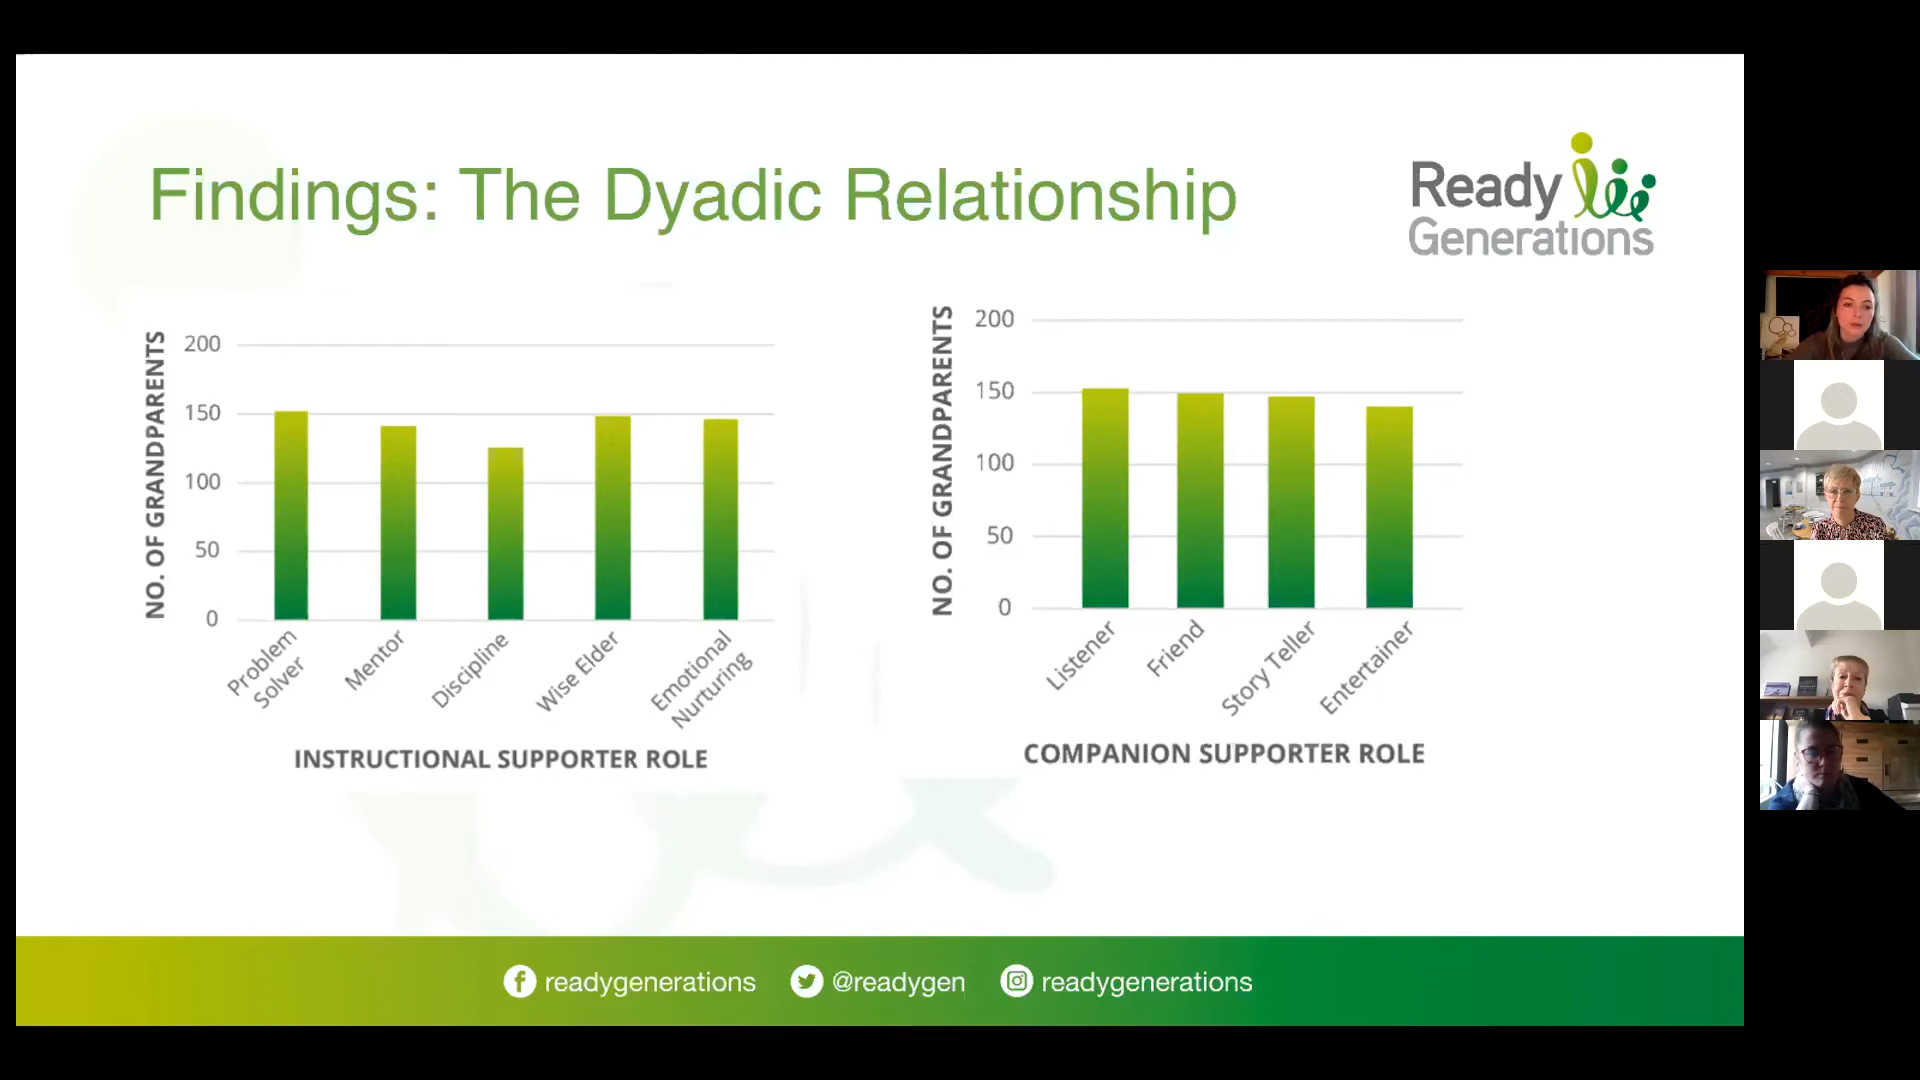 Findings: The Dyadic Relationship
Ready
Generations
NO. OF GRANDPARENTS
200
150
100
50
0
Problem
Solver
Mentor
Discipline
Wise Elder
Emotional
Nurturing
INSTRUCTIONAL SUPPORTER ROLE
NO. OF GRANDPARENTS
200
150
100
50
0
Listener
Friend
Story Teller
Entertainer
COMPANION SUPPORTER ROLE
readygenerations
@readygen
readygenerations